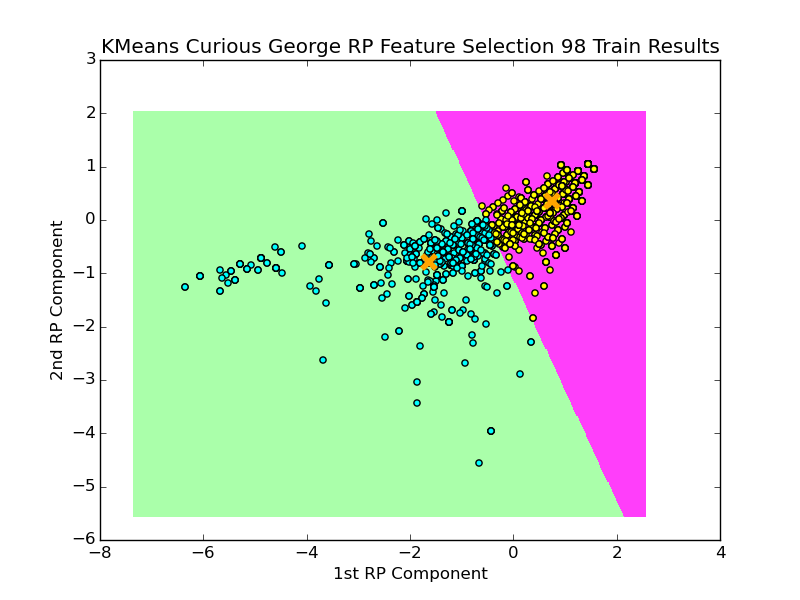 KMeans Curious George RP Feature Selection 98 Train Results
3
2
1
0
−1
−2
−3
−4
−5
−6
2nd RP Component
−8 −6 −4 −2 0 2 4
1st RP Component